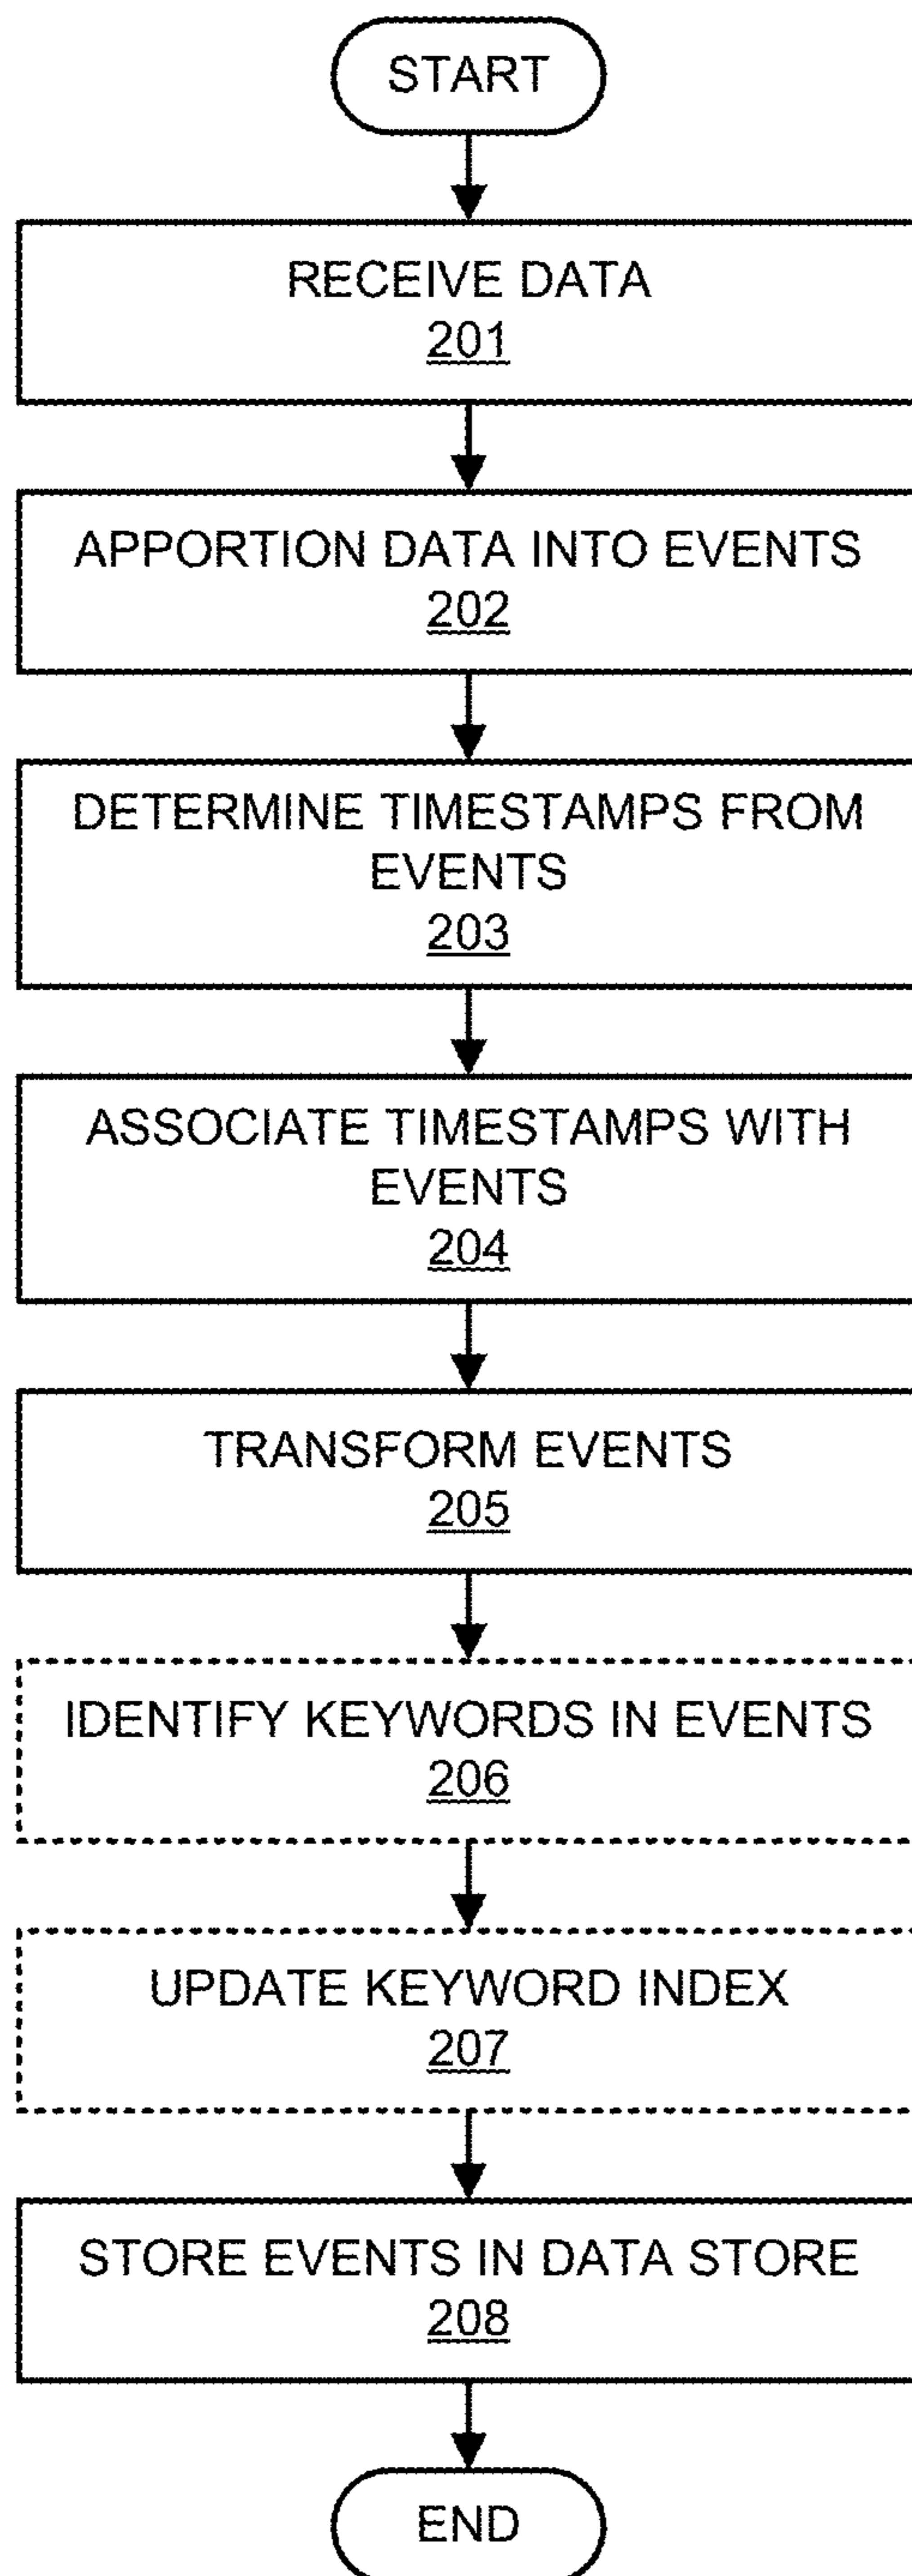 START
RECEIVE DATA
201
APPORTION DATA INTO EVENTS
202
DETERMINE TIMESTAMPS FROM
EVENTS
203
ASSOCIATE TIMESTAMPS WITH
EVENTS
204
TRANSFORM EVENTS
205
IDENTIFY KEYWORDS IN EVENTS
206
UPDATE KEYWORD INDEX
207
STORE EVENTS IN DATA STORE
208
END